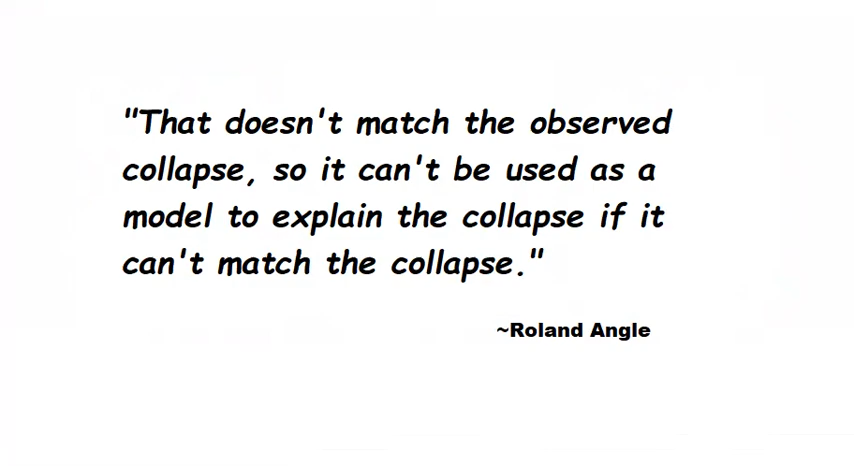 "That doesn't match the observed
collapse, so it can't be used as a
model to explain the collapse if it
can't match the collapse."
~Roland Angle